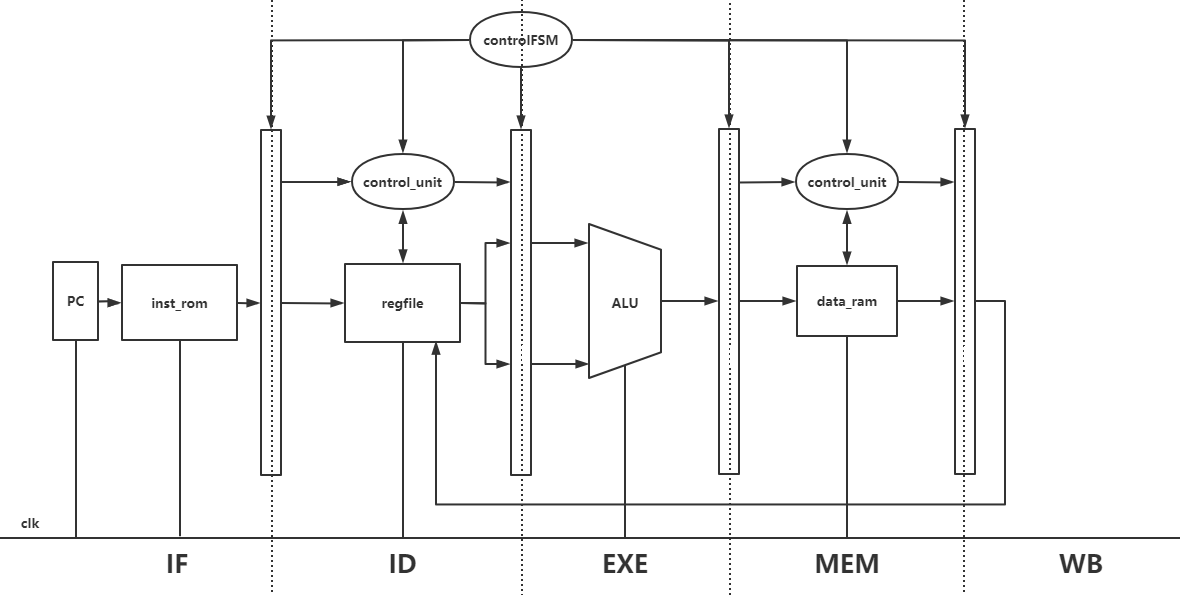 controlFSM
control_unit
control_unit
PC
inst_rom
regfile
ALU
data_ram
clk
IF
ID
EXE
MEM
WB